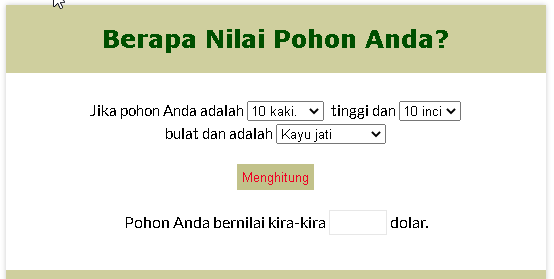 Berapa Nilai Pohon Anda?
Jika pohon Anda adalah 10 kaki. tinggi dan 10 inci
bulat dan adalah Kayu jati
Menghitung
Pohon Anda bernilai kira-kira dolar.